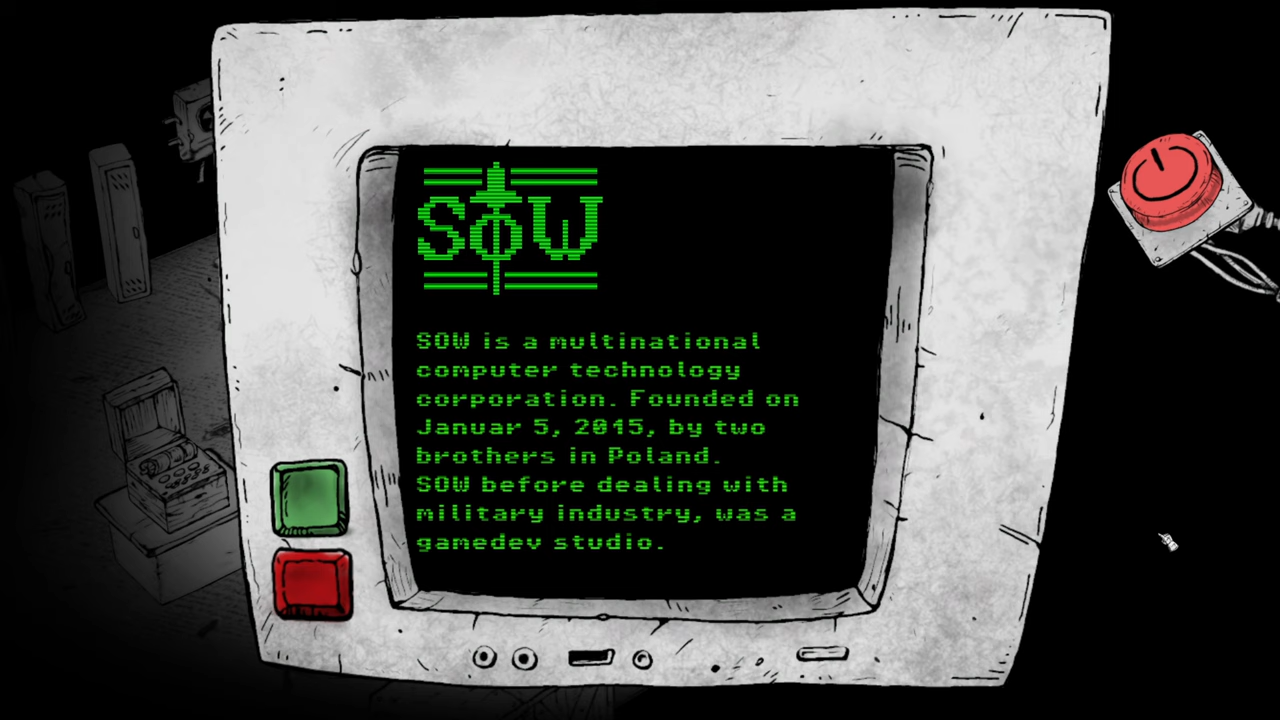 SOW
SOW is a multinational
computer technology
corporation. Founded on
Januar 5, 2015, by two
brothers in Poland.
SOW before dealing with
military industry, was a
gamedev studio.